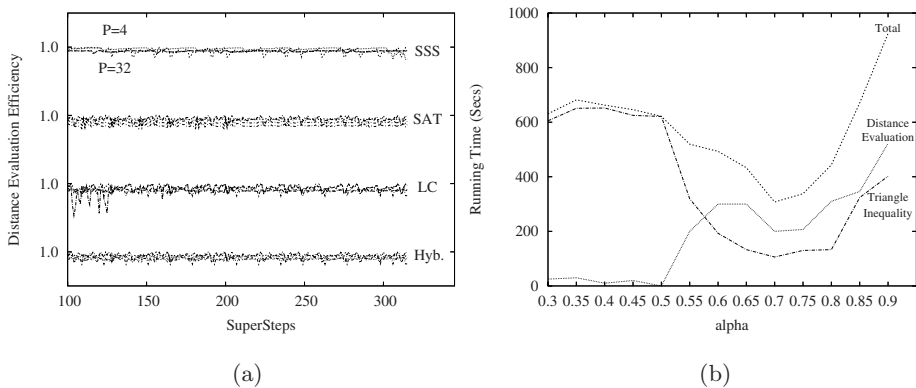 Distance Evaluation Efficiency
1.0
1.0
1.0
1.0
P=4
P=32
SSS
SAT
LC
Hyb.
100
150
200
250
300
SuperSteps
(a)
Running Time (Secs)
1000
800
600
400
200
0
Total
Distance
Evaluation
Triangle
Inequality
0.3 0.35 0.4 0.45 0.5 0.55 0.6 0.65 0.7 0.75 0.8 0.85 0.9
alpha
(b)